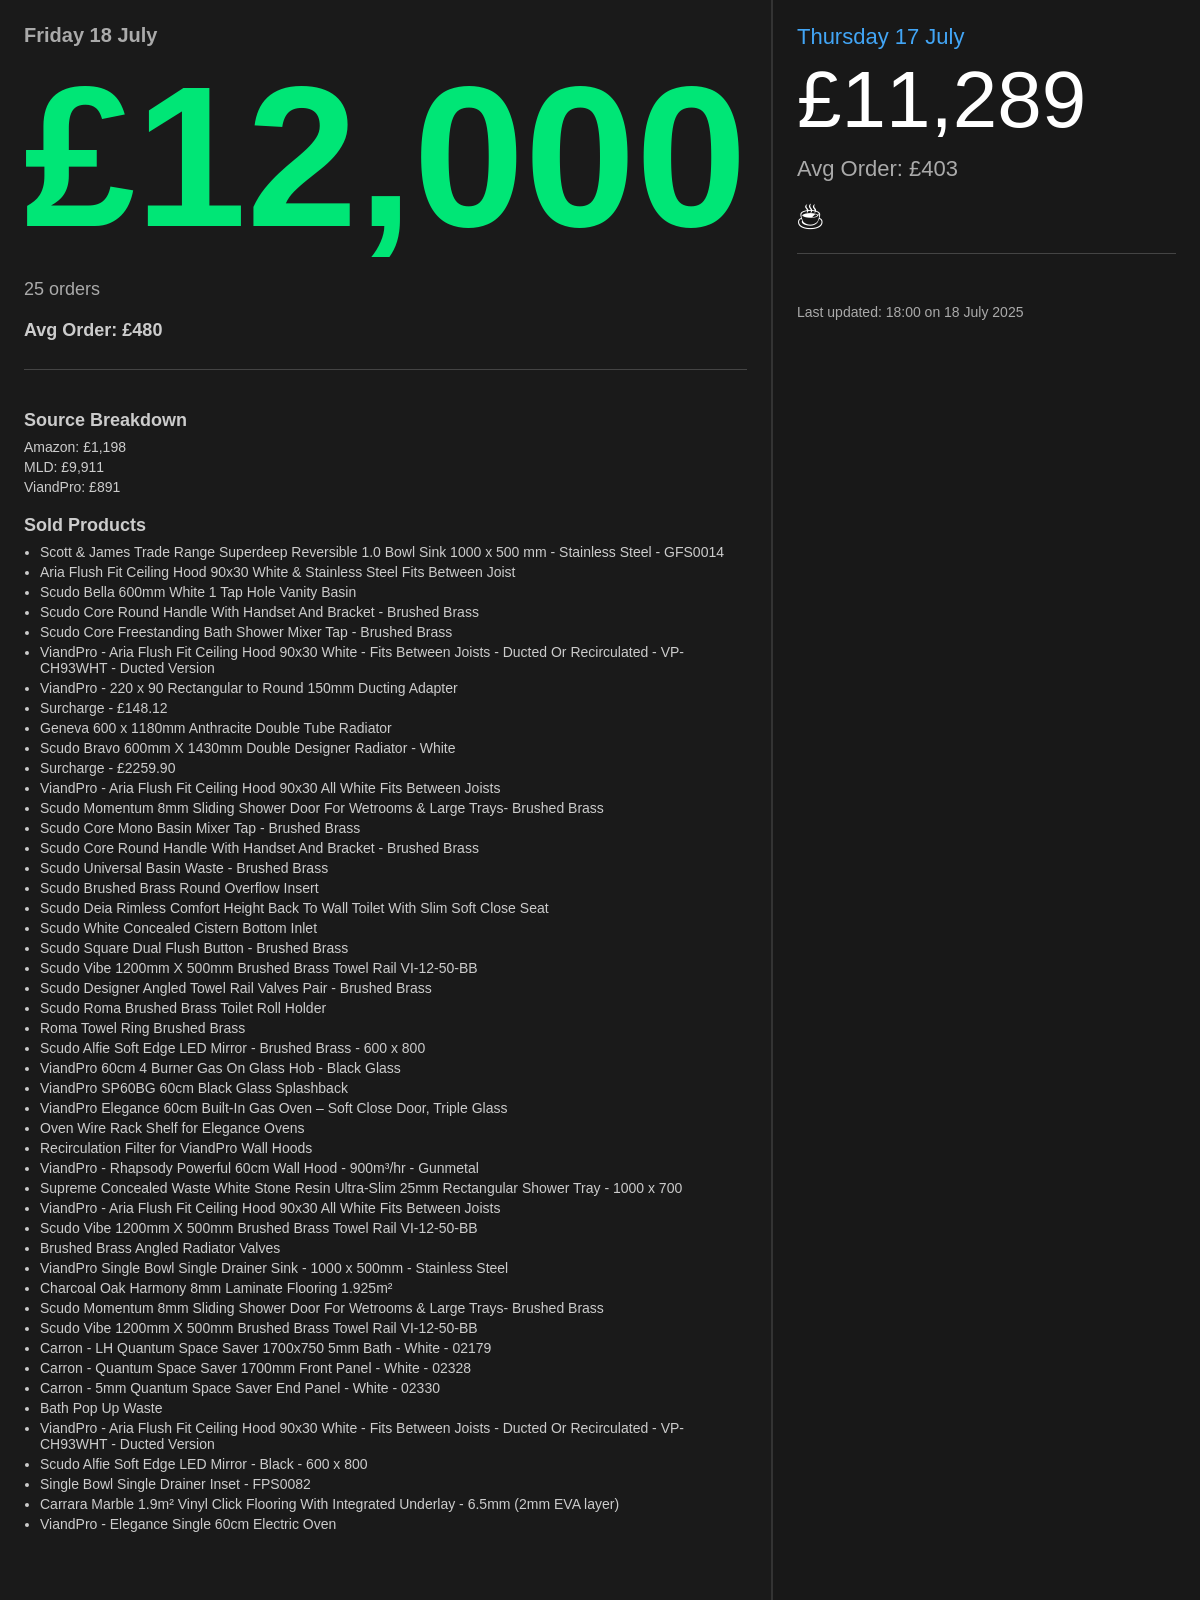 Friday 18 July
£12,000
25 orders
Avg Order: £480
Source Breakdown
Amazon: £1,198
MLD: £9,911
ViandPro: £891
Sold Products
• Scott & James Trade Range Superdeep Reversible 1.0 Bowl Sink 1000 x 500 mm - Stainless Steel - GFS0014
• Aria Flush Fit Ceiling Hood 90x30 White & Stainless Steel Fits Between Joist
• Scudo Bella 600mm White 1 Tap Hole Vanity Basin
• Scudo Core Round Handle With Handset And Bracket - Brushed Brass
• Scudo Core Freestanding Bath Shower Mixer Tap - Brushed Brass
• ViandPro - Aria Flush Fit Ceiling Hood 90x30 White - Fits Between Joists - Ducted Or Recirculated - VP-
CH93WHT - Ducted Version
• ViandPro - 220 x 90 Rectangular to Round 150mm Ducting Adapter
• Surcharge - £148.12
• Geneva 600 x 1180mm Anthracite Double Tube Radiator
• Scudo Bravo 600mm X 1430mm Double Designer Radiator - White
• Surcharge - £2259.90
• ViandPro - Aria Flush Fit Ceiling Hood 90x30 All White Fits Between Joists
• Scudo Momentum 8mm Sliding Shower Door For Wetrooms & Large Trays- Brushed Brass
• Scudo Core Mono Basin Mixer Tap - Brushed Brass
• Scudo Core Round Handle With Handset And Bracket - Brushed Brass
• Scudo Universal Basin Waste - Brushed Brass
• Scudo Brushed Brass Round Overflow Insert
• Scudo Deia Rimless Comfort Height Back To Wall Toilet With Slim Soft Close Seat
• Scudo White Concealed Cistern Bottom Inlet
• Scudo Square Dual Flush Button - Brushed Brass
• Scudo Vibe 1200mm X 500mm Brushed Brass Towel Rail VI-12-50-BB
• Scudo Designer Angled Towel Rail Valves Pair - Brushed Brass
• Scudo Roma Brushed Brass Toilet Roll Holder
• Roma Towel Ring Brushed Brass
• Scudo Alfie Soft Edge LED Mirror - Brushed Brass - 600 x 800
• ViandPro 60cm 4 Burner Gas On Glass Hob - Black Glass
• ViandPro SP60BG 60cm Black Glass Splashback
• ViandPro Elegance 60cm Built-In Gas Oven – Soft Close Door, Triple Glass
• Oven Wire Rack Shelf for Elegance Ovens
• Recirculation Filter for ViandPro Wall Hoods
• ViandPro - Rhapsody Powerful 60cm Wall Hood - 900m³/hr - Gunmetal
• Supreme Concealed Waste White Stone Resin Ultra-Slim 25mm Rectangular Shower Tray - 1000 x 700
• ViandPro - Aria Flush Fit Ceiling Hood 90x30 All White Fits Between Joists
• Scudo Vibe 1200mm X 500mm Brushed Brass Towel Rail VI-12-50-BB
• Brushed Brass Angled Radiator Valves
• ViandPro Single Bowl Single Drainer Sink - 1000 x 500mm - Stainless Steel
• Charcoal Oak Harmony 8mm Laminate Flooring 1.925m²
• Scudo Momentum 8mm Sliding Shower Door For Wetrooms & Large Trays- Brushed Brass
• Scudo Vibe 1200mm X 500mm Brushed Brass Towel Rail VI-12-50-BB
• Carron - LH Quantum Space Saver 1700x750 5mm Bath - White - 02179
• Carron - Quantum Space Saver 1700mm Front Panel - White - 02328
• Carron - 5mm Quantum Space Saver End Panel - White - 02330
• Bath Pop Up Waste
• ViandPro - Aria Flush Fit Ceiling Hood 90x30 White - Fits Between Joists - Ducted Or Recirculated - VP-
CH93WHT - Ducted Version
• Scudo Alfie Soft Edge LED Mirror - Black - 600 x 800
• Single Bowl Single Drainer Inset - FPS0082
• Carrara Marble 1.9m² Vinyl Click Flooring With Integrated Underlay - 6.5mm (2mm EVA layer)
• ViandPro - Elegance Single 60cm Electric Oven
Thursday 17 July
£11,289
Avg Order: £403
☕
Last updated: 18:00 on 18 July 2025